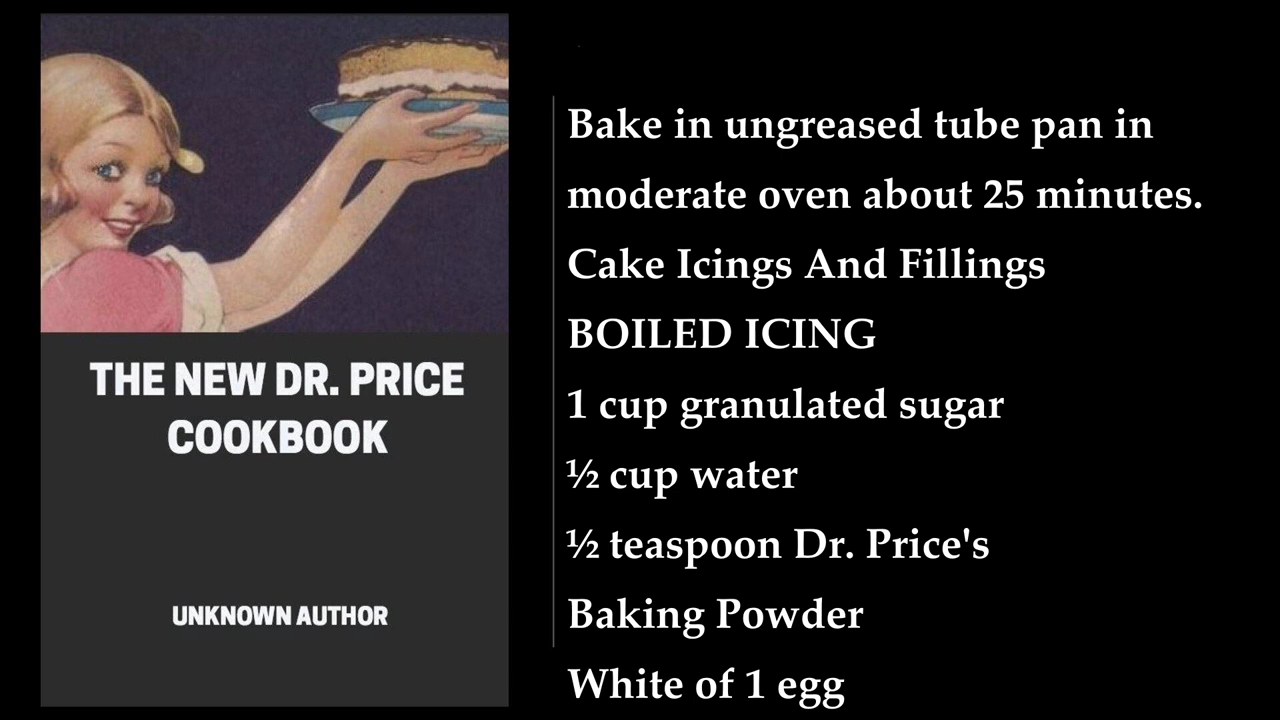 THE NEW DR. PRICE
COOKBOOK
UNKNOWN AUTHOR
Bake in ungreased tube pan in
moderate oven about 25 minutes.
Cake Icings And Fillings
BOILED ICING
1 cup granulated sugar
½ cup water
½ teaspoon Dr. Price's
Baking Powder
White of 1 egg